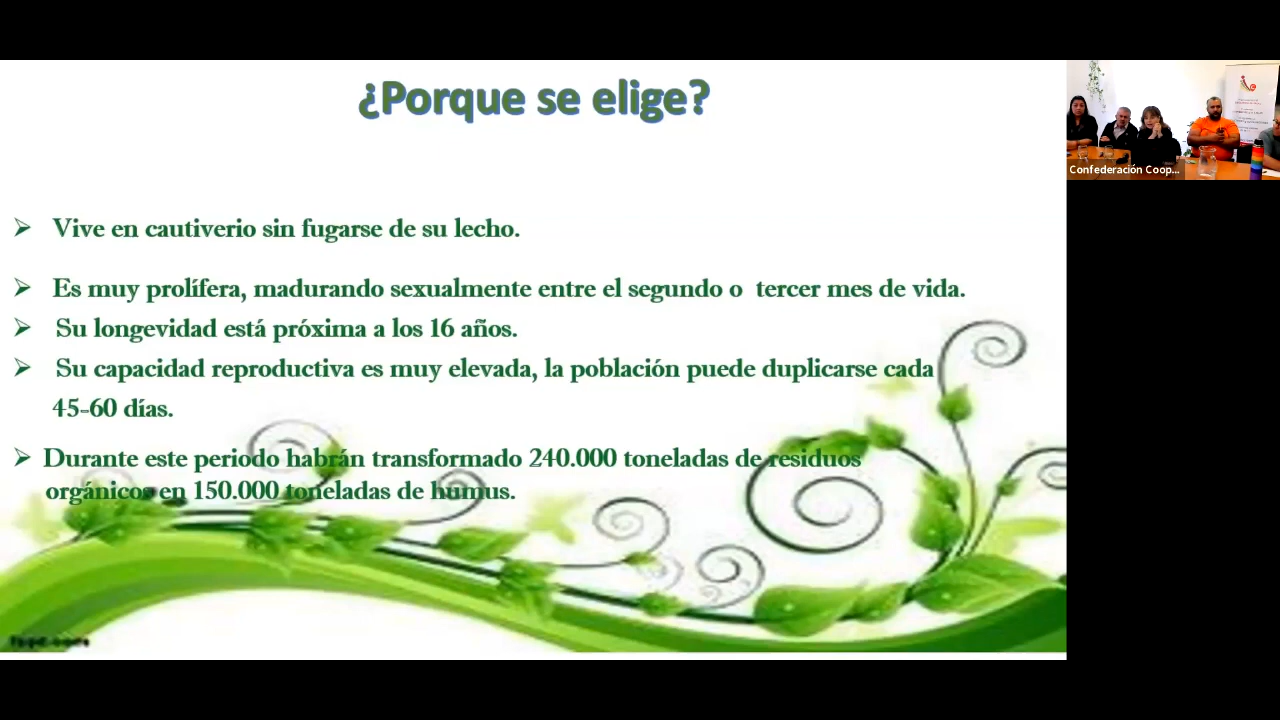 ¿Porque se elige?
Vive en cautiverio sin fugarse de su lecho.
Es muy prolífera, madurando sexualmente entre el segundo o tercer mes de vida.
Su longevidad está próxima a los 16 años.
Su capacidad reproductiva es muy elevada, la población puede duplicarse cada
45-60 días.
Durante este periodo habrán transformado 240.000 toneladas de residuos
orgánicos en 150.000 toneladas de humus.
Confederación Coop...